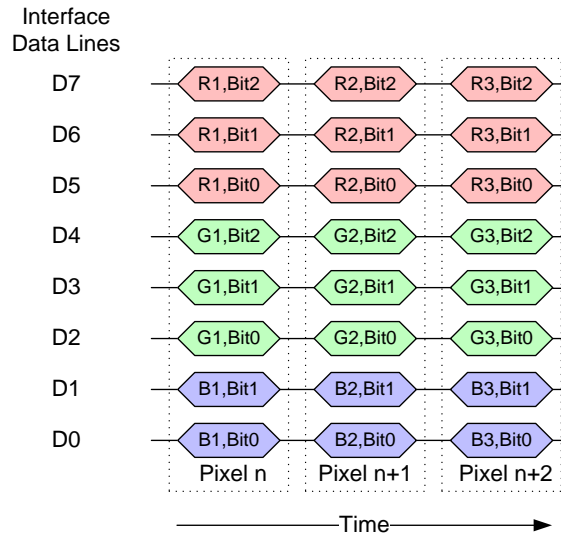 Interface
Data Lines
D7 R1,Bit2 R2,Bit2 R3,Bit2
D6 R1,Bit1 R2,Bit1 R3,Bit1
D5 R1,Bit0 R2,Bit0 R3,Bit0
D4 G1,Bit2 G2,Bit2 G3,Bit2
D3 G1,Bit1 G2,Bit1 G3,Bit1
D2 G1,Bit0 G2,Bit0 G3,Bit0
D1 B1,Bit1 B2,Bit1 B3,Bit1
D0 B1,Bit0 B2,Bit0 B3,Bit0
Pixel n Pixel n+1 Pixel n+2
Time